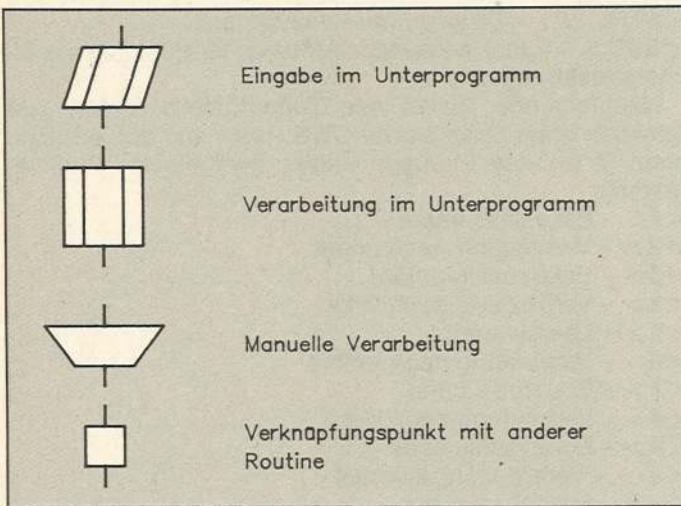 Eingabe im Unterprogramm
Verarbeitung im Unterprogramm
Manuelle Verarbeitung
Verknüpfungspunkt mit anderer
Routine